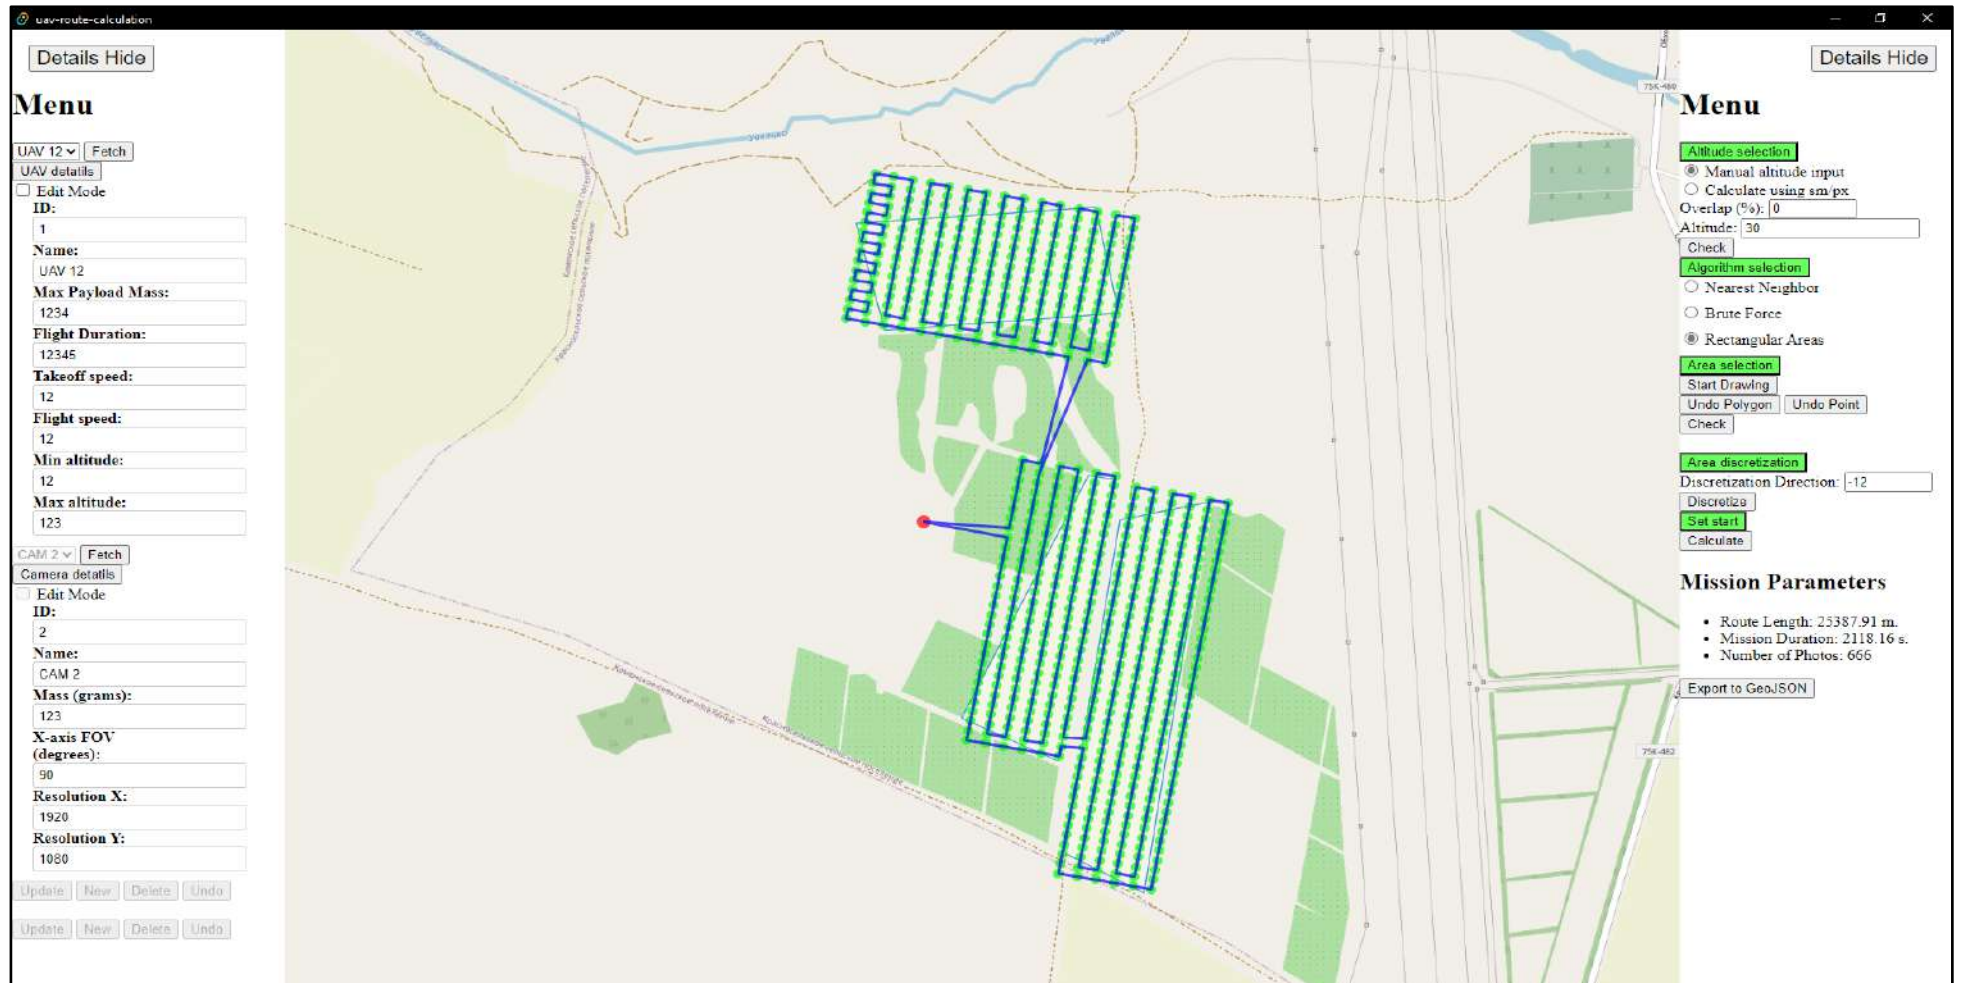 uav-route-calculation
Details Hide
Menu
UAV 12 Fetch
UAV detatils
Edit Mode
ID:
1
Name:
UAV 12
Max Payload Mass:
1234
Flight Duration:
12345
Takeoff speed:
12
Flight speed:
12
Min altitude:
12
Max altitude:
123
CAM 2 Fetch
Camera detatils
Edit Mode
ID:
2
Name:
CAM 2
Mass (grams):
123
X-axis FOV
(degrees):
90
Resolution X:
1920
Resolution Y:
1080
Update New Delete Undo
Update New Delete Undo
75K-480
75K-482
Details Hide
Menu
Altitude selection
Manual altitude input
Calculate using sm/px
Overlap (%): 0
Altitude: 30
Check
Algorithm selection
Nearest Neighbor
Brute Force
Rectangular Areas
Area selection
Start Drawing
Undo Polygon Undo Point
Check
Area discretization
Discretization Direction: -12
Discretize
Set start
Calculate
Mission Parameters
• Route Length: 25387.91 m.
• Mission Duration: 2118.16 s.
• Number of Photos: 666
Export to GeoJSON